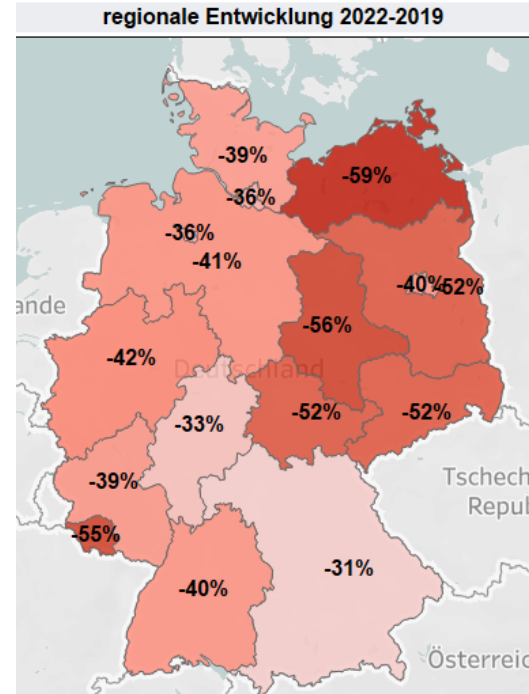 regionale Entwicklung 2022-2019
-39%
-59%
-36%
-36%
-41%
-40%
-52%
ande
-56%
-42%
Deutschland
-33%
-52%
-52%
Tschech
Republ
-39%
-55%
-31%
-40%
Österreic